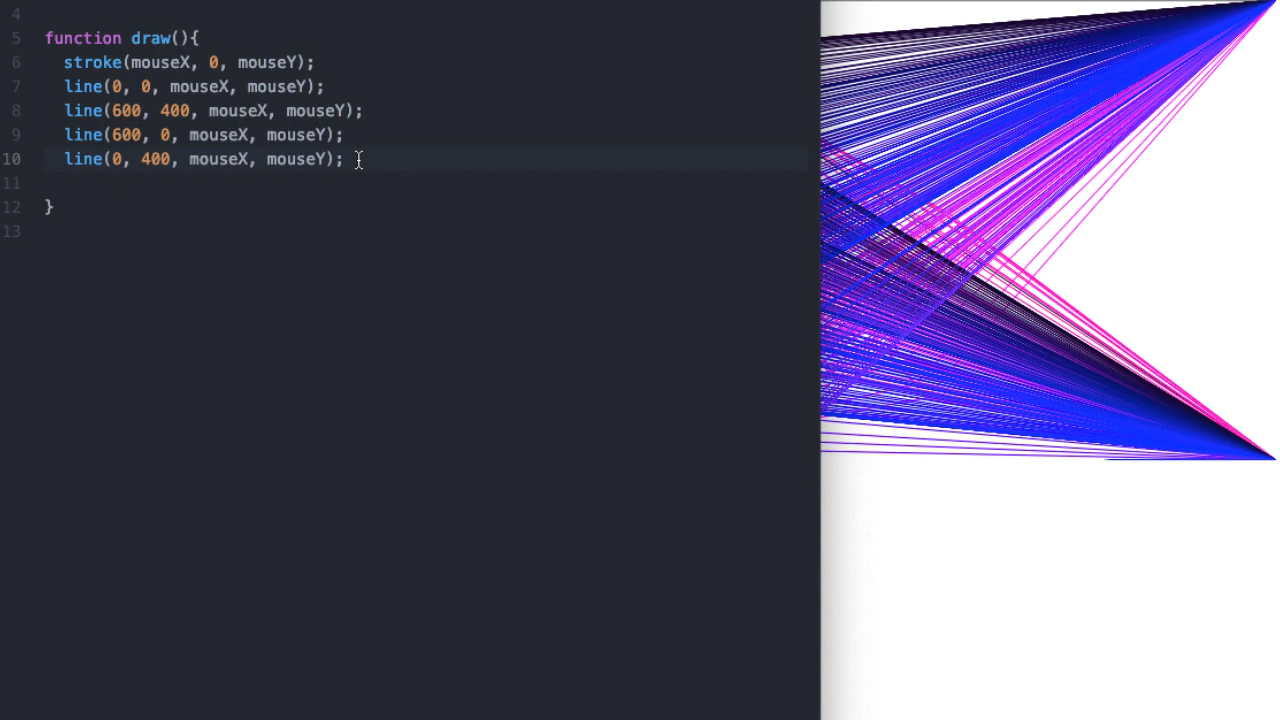 4
5 function draw(){
6 stroke(mouseX, 0, mouseY);
7 line(0, 0, mouseX, mouseY);
8 line(600, 400, mouseX, mouseY);
9 line(600, 0, mouseX, mouseY);
10 line(0, 400, mouseX, mouseY);
11
12 }
13